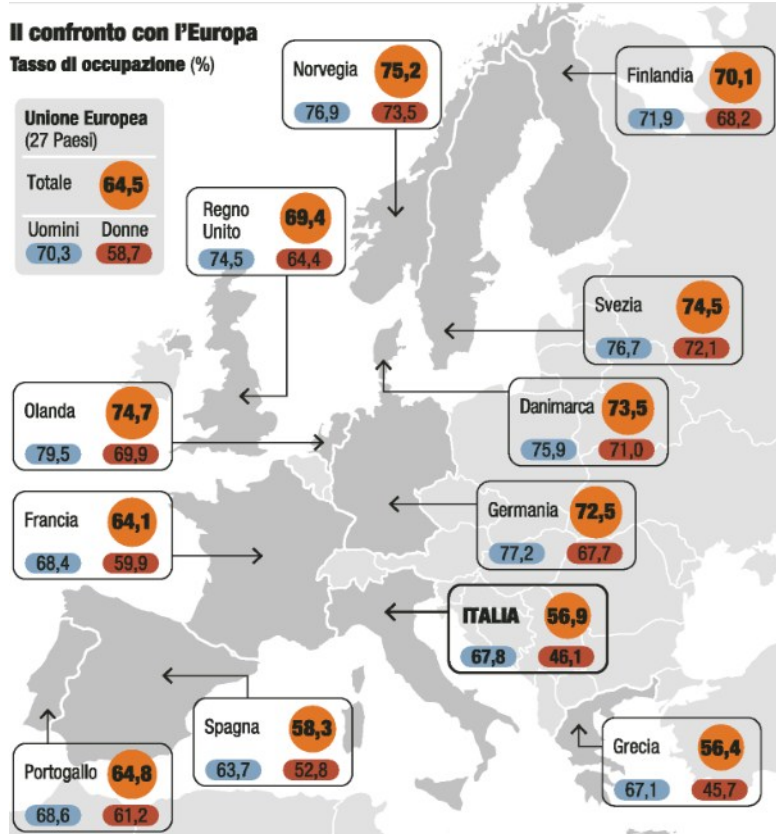 Il confronto con l'Europa
Tasso di occupazione (%)
Unione Europea
(27 Paesi)
Totale 64,5
Uomini Donne
70,3 58,7
Norvegia 75,2
76,9 73,5
Finlandia 70,1
71,9 68,2
Regno
Unito 69,4
74,5 64,4
Svezia 74,5
76,7 72,1
Olanda 74,7
79,5 69,9
Danimarca 73,5
75,9 71,0
Francia 64,1
68,4 59,9
Germania 72,5
77,2 67,7
ITALIA 56,9
67,8 46,1
Spagna 58,3
63,7 52,8
Portogallo 64,8
68,6 61,2
Grecia 56,4
67,1 45,7